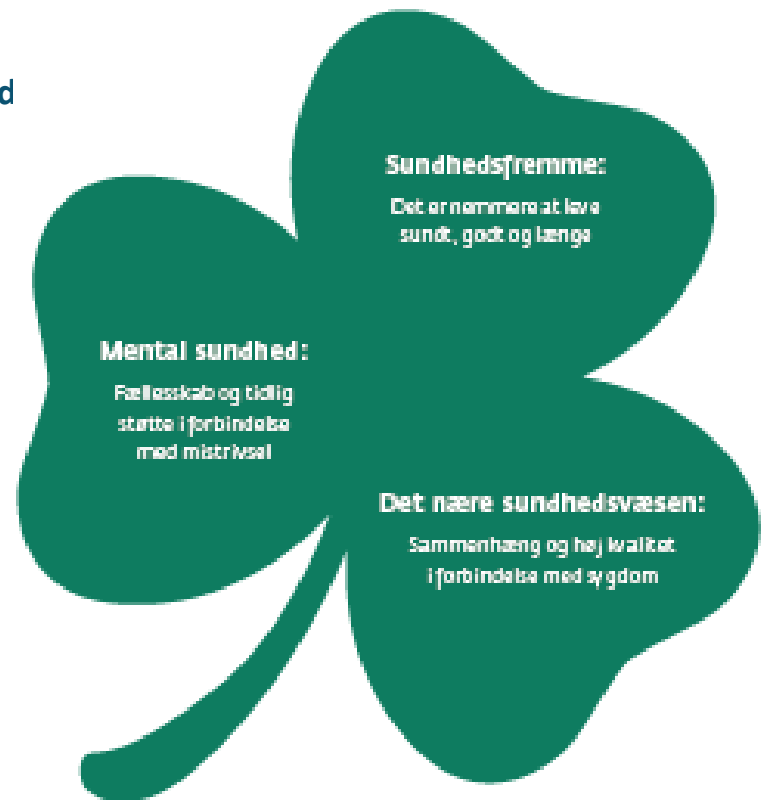 d
Sundhedsfremme:
Det er nemmere at leve
sundt, godt og længe
Mental sundhed:
Fællesskab og tidlig
støtte i forbindelse
med mistrivsel
Det nære sundhedsvæsen:
Sammenhæng og høj kvalitet
i forbindelse med sygdom